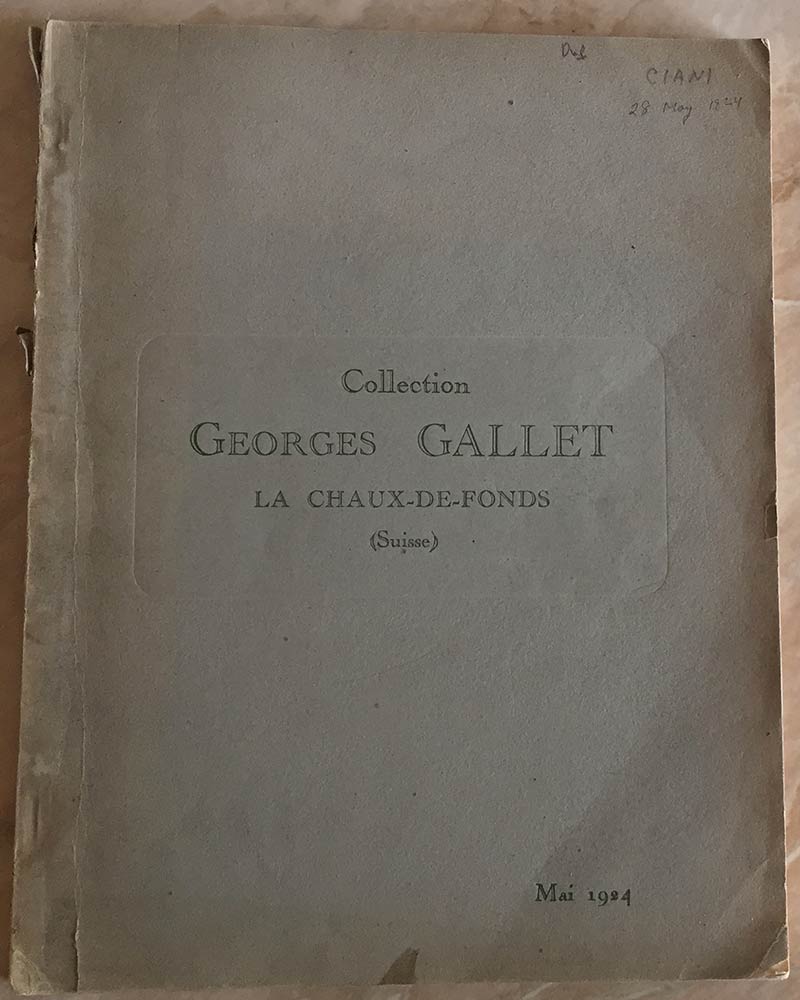 CIANI
28 May 1924
Collection
GEORGES GALLET
LA CHAUX-DE-FONDS
(Suisse)
Mai 1924